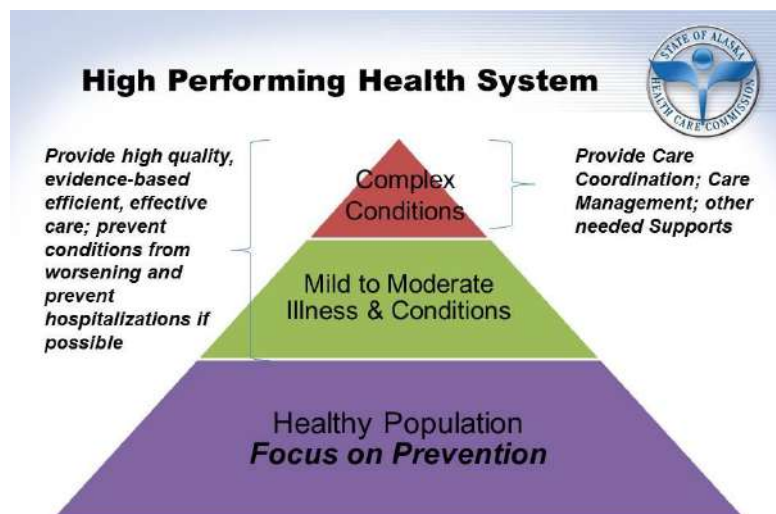 High Performing Health System
STATE OF ALASKA
HEALTH CARE COMMISSION
Provide high quality,
evidence-based
efficient, effective
care; prevent
conditions from
worsening and
prevent
hospitalizations if
possible
Complex
Conditions
Provide Care
Coordination; Care
Management; other
needed Supports
Mild to Moderate
Illness & Conditions
Healthy Population
Focus on Prevention